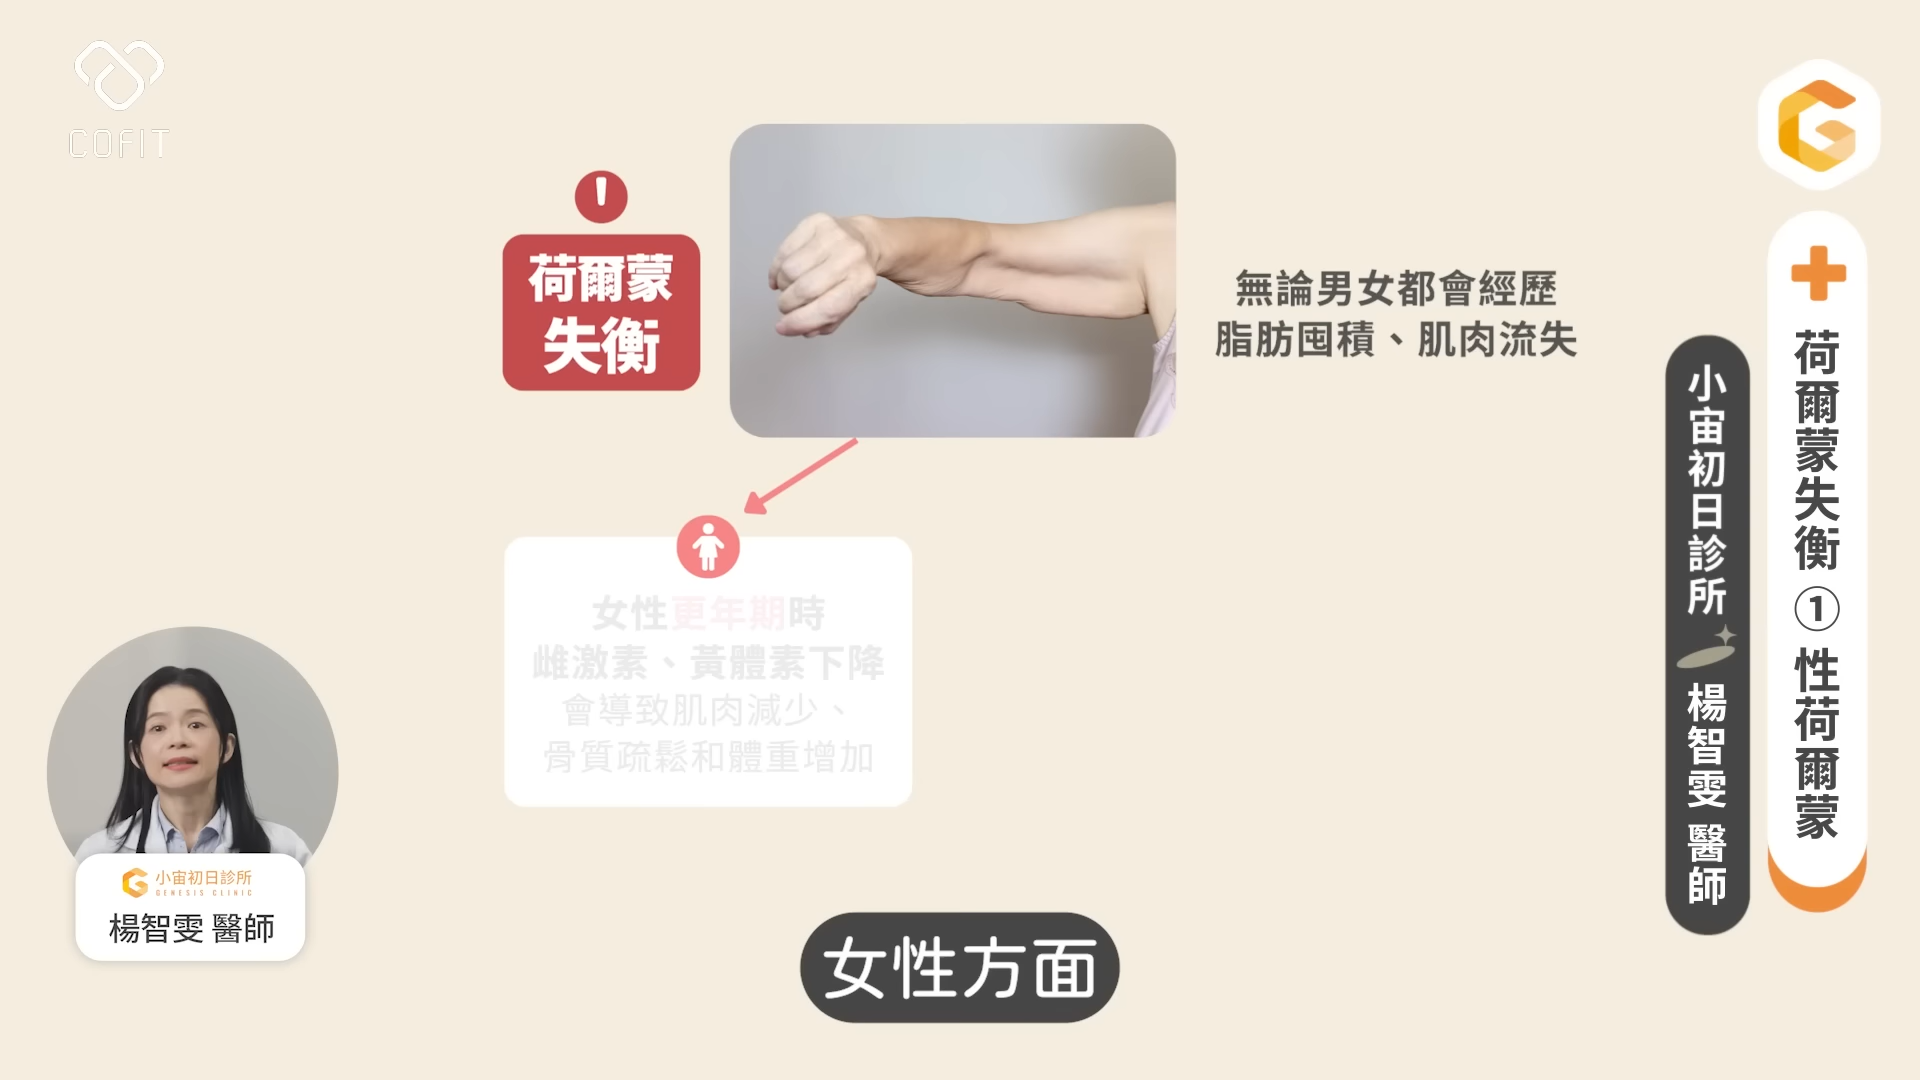 COFIT
荷爾蒙
失衡
無論男女都會經歷
脂肪囤積、肌肉流失
女性更年期時
雌激素、黃體素下降
會導致肌肉減少、
骨質疏鬆和體重增加
小宙初日診所
GENESIS CLINIC
楊智雯 醫師
女性方面
小宙初日診所 楊智雯 醫師
荷爾蒙失衡 ① 性荷爾蒙